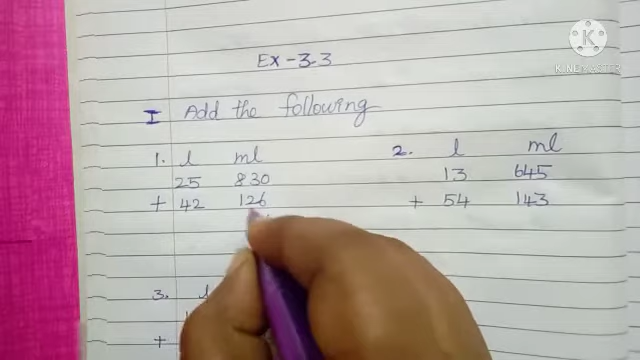 Ex - 3.3
I Add the following
1. l ml
25 830
+ 42 126
2. l ml
13 645
+ 54 143
3. l
+
K
KINEMASTER